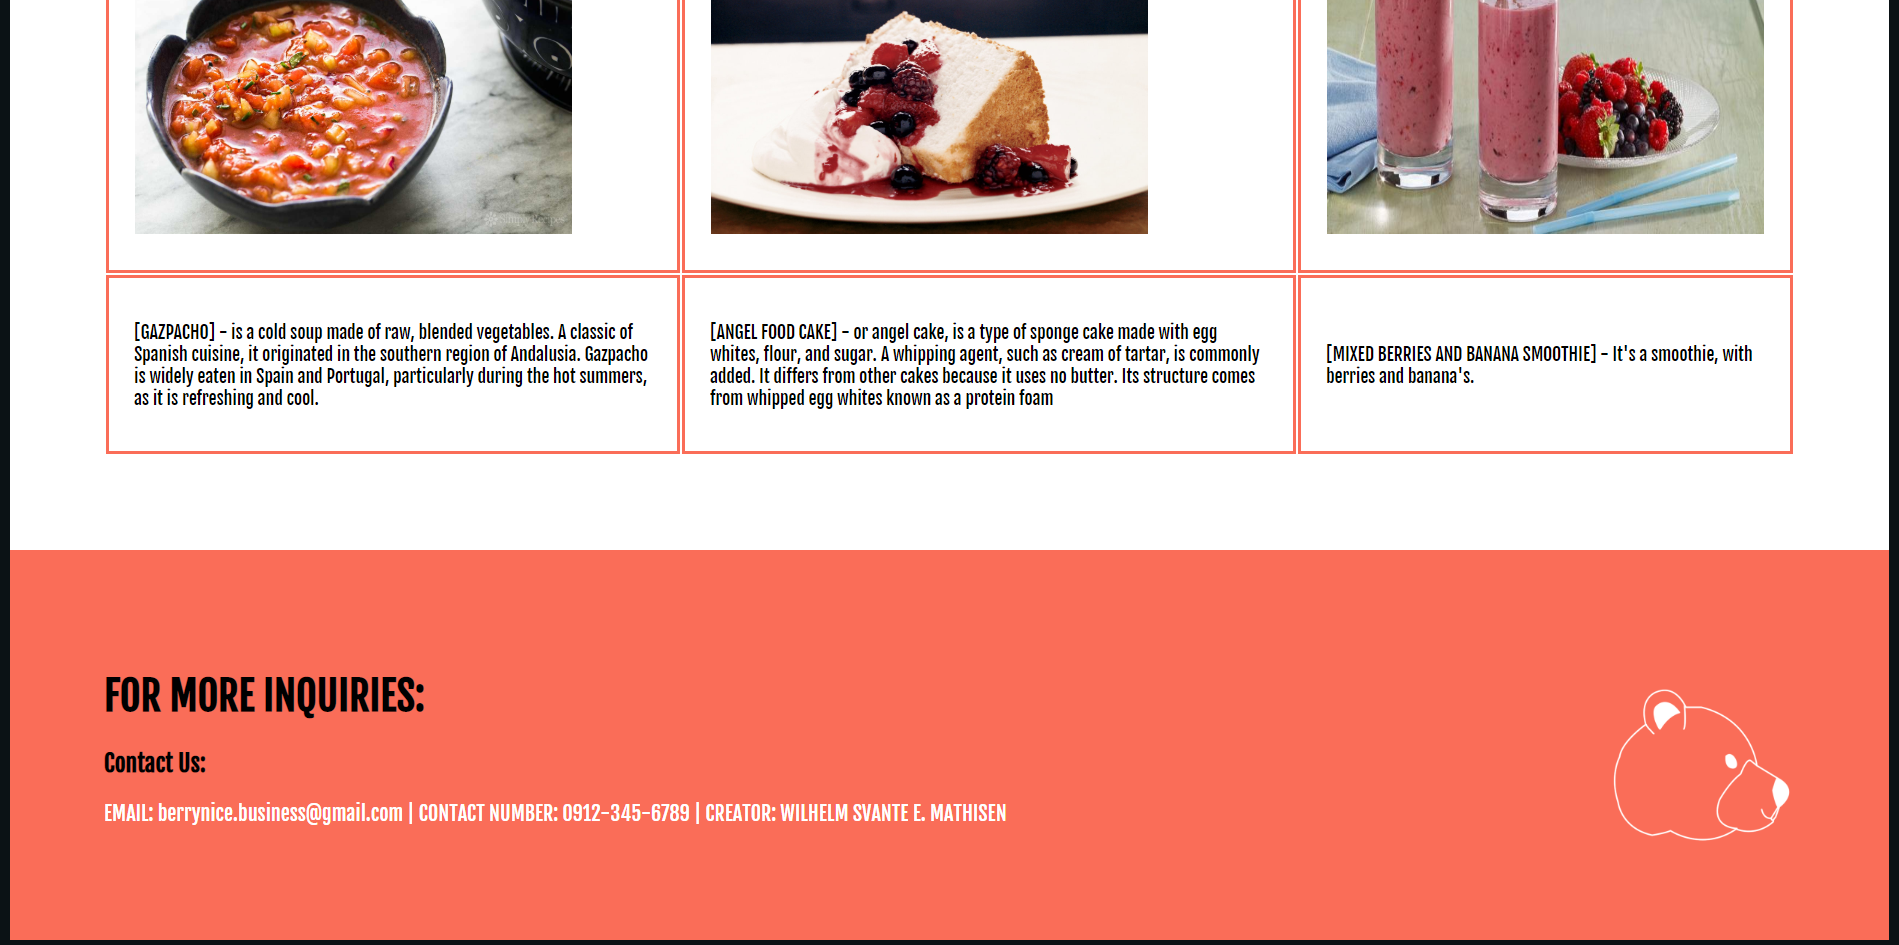 Simply Recipes
[GAZPACHO] - is a cold soup made of raw, blended vegetables. A classic of
Spanish cuisine, it originated in the southern region of Andalusia. Gazpacho
is widely eaten in Spain and Portugal, particularly during the hot summers,
as it is refreshing and cool.
[ANGEL FOOD CAKE] - or angel cake, is a type of sponge cake made with egg
whites, flour, and sugar. A whipping agent, such as cream of tartar, is commonly
added. It differs from other cakes because it uses no butter. Its structure comes
from whipped egg whites known as a protein foam
[MIXED BERRIES AND BANANA SMOOTHIE] - It's a smoothie, with
berries and banana's.
FOR MORE INQUIRIES:
Contact Us:
EMAIL: berrynice.business@gmail.com | CONTACT NUMBER: 0912-345-6789 | CREATOR: WILHELM SVANTE E. MATHISEN